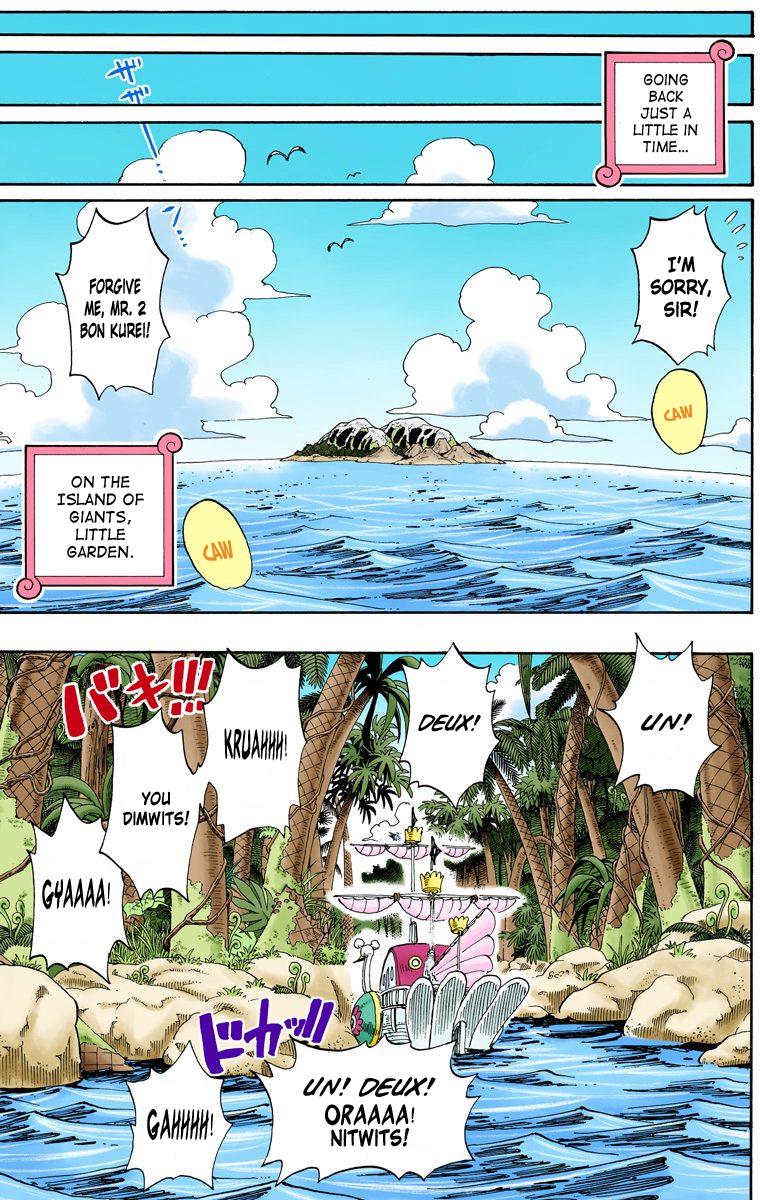 GOING
BACK
JUST A
LITTLE IN
TIME...
ザザ
I'M
SORRY,
SIR!
FORGIVE
ME, MR. 2
BON KUREI!
CAW
CAW
ON THE
ISLAND OF
GIANTS,
LITTLE
GARDEN.
UN!
DEUX!
KRUAHHH!
バキ!!!
YOU
DIMWITS!
GYAAAA!
ドカッ!!
UN! DEUX!
ORAAAA!
NITWITS!
GAHHHH!